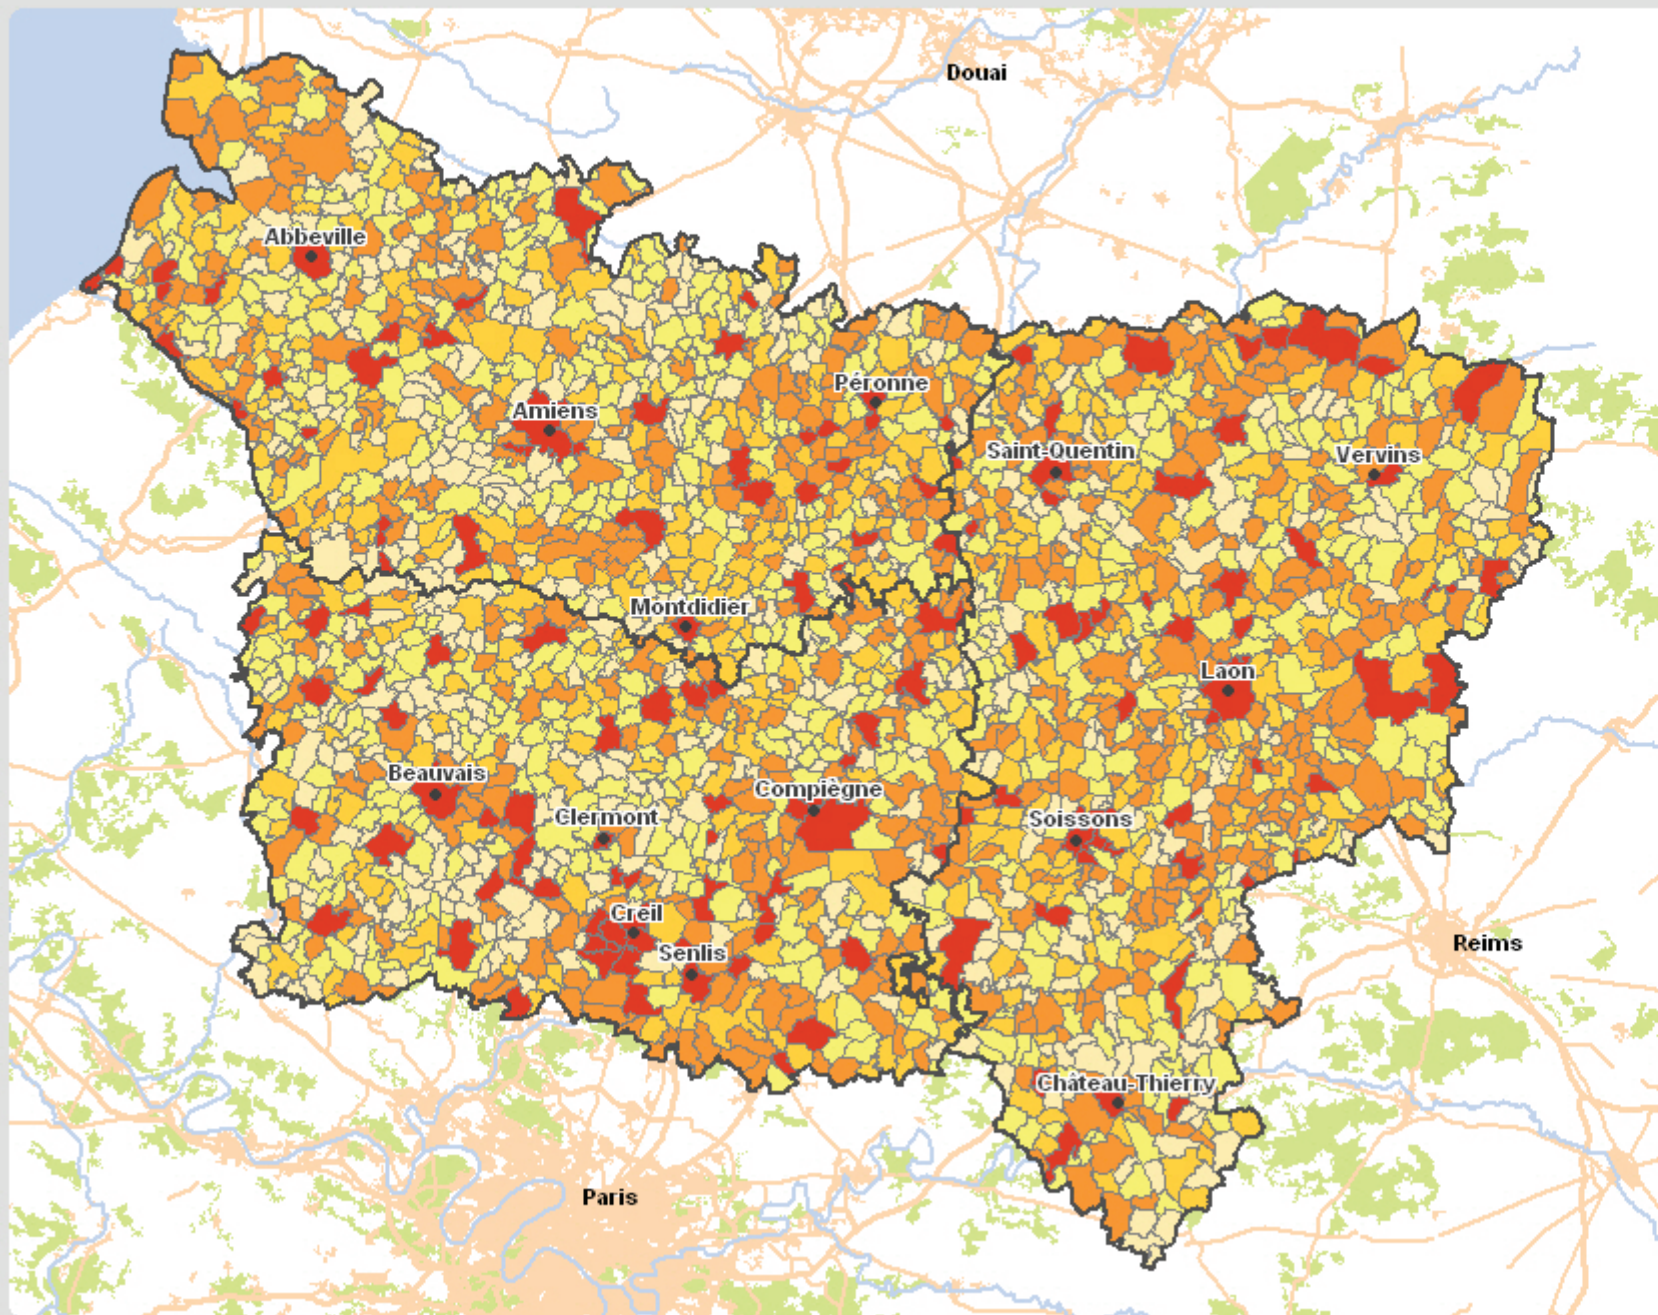 Douai
Abbeville
Péronne
Amiens
Saint-Quentin
Vervins
Montdidier
Laon
Beauvais
Compiègne
Clermont
Soissons
Creil
Senlis
Reims
Château-Thierry
Paris